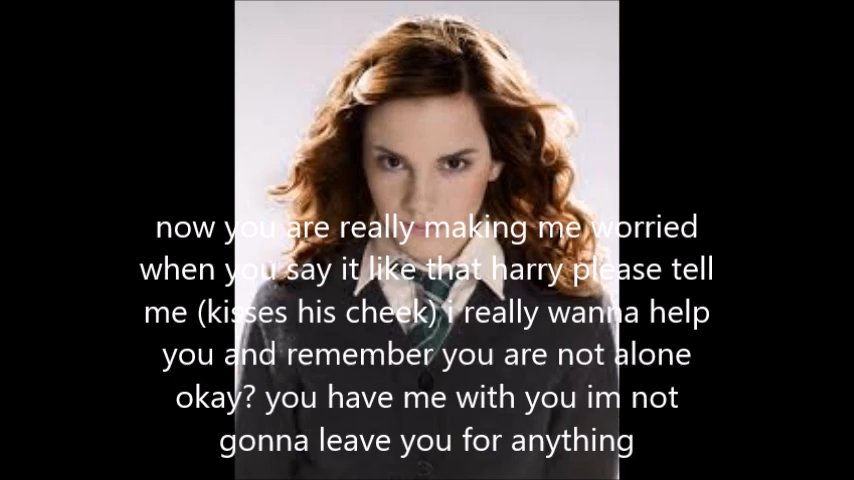 now you are really making me worried
when you say it like that harry please tell
me (kisses his cheek) i really wanna help
you and remember you are not alone
okay? you have me with you im not
gonna leave you for anything